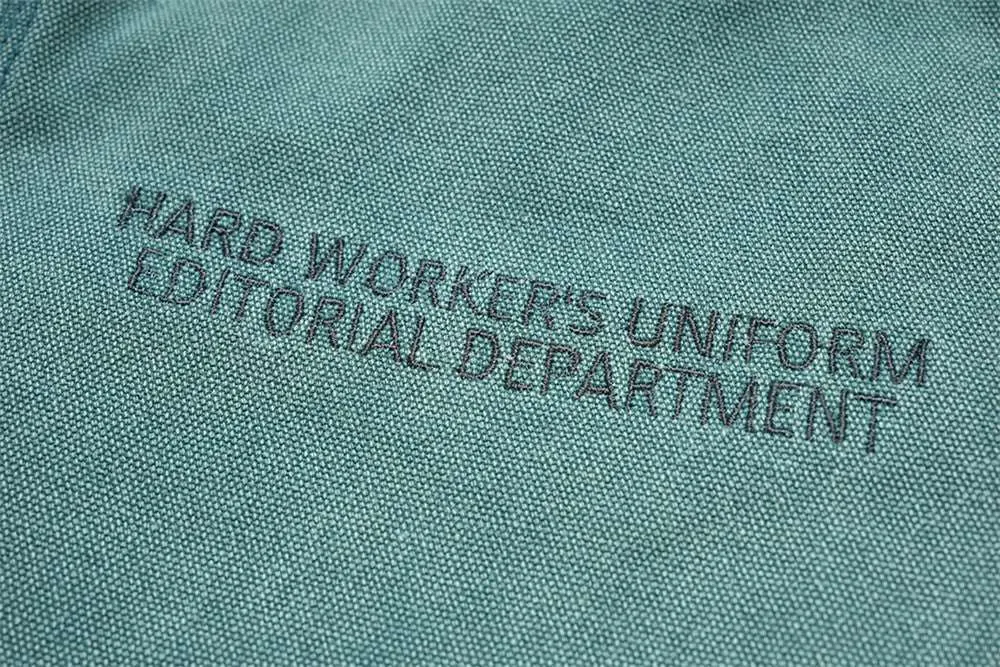 HARD WORKER'S UNIFORM
EDITORIAL DEPARTMENT